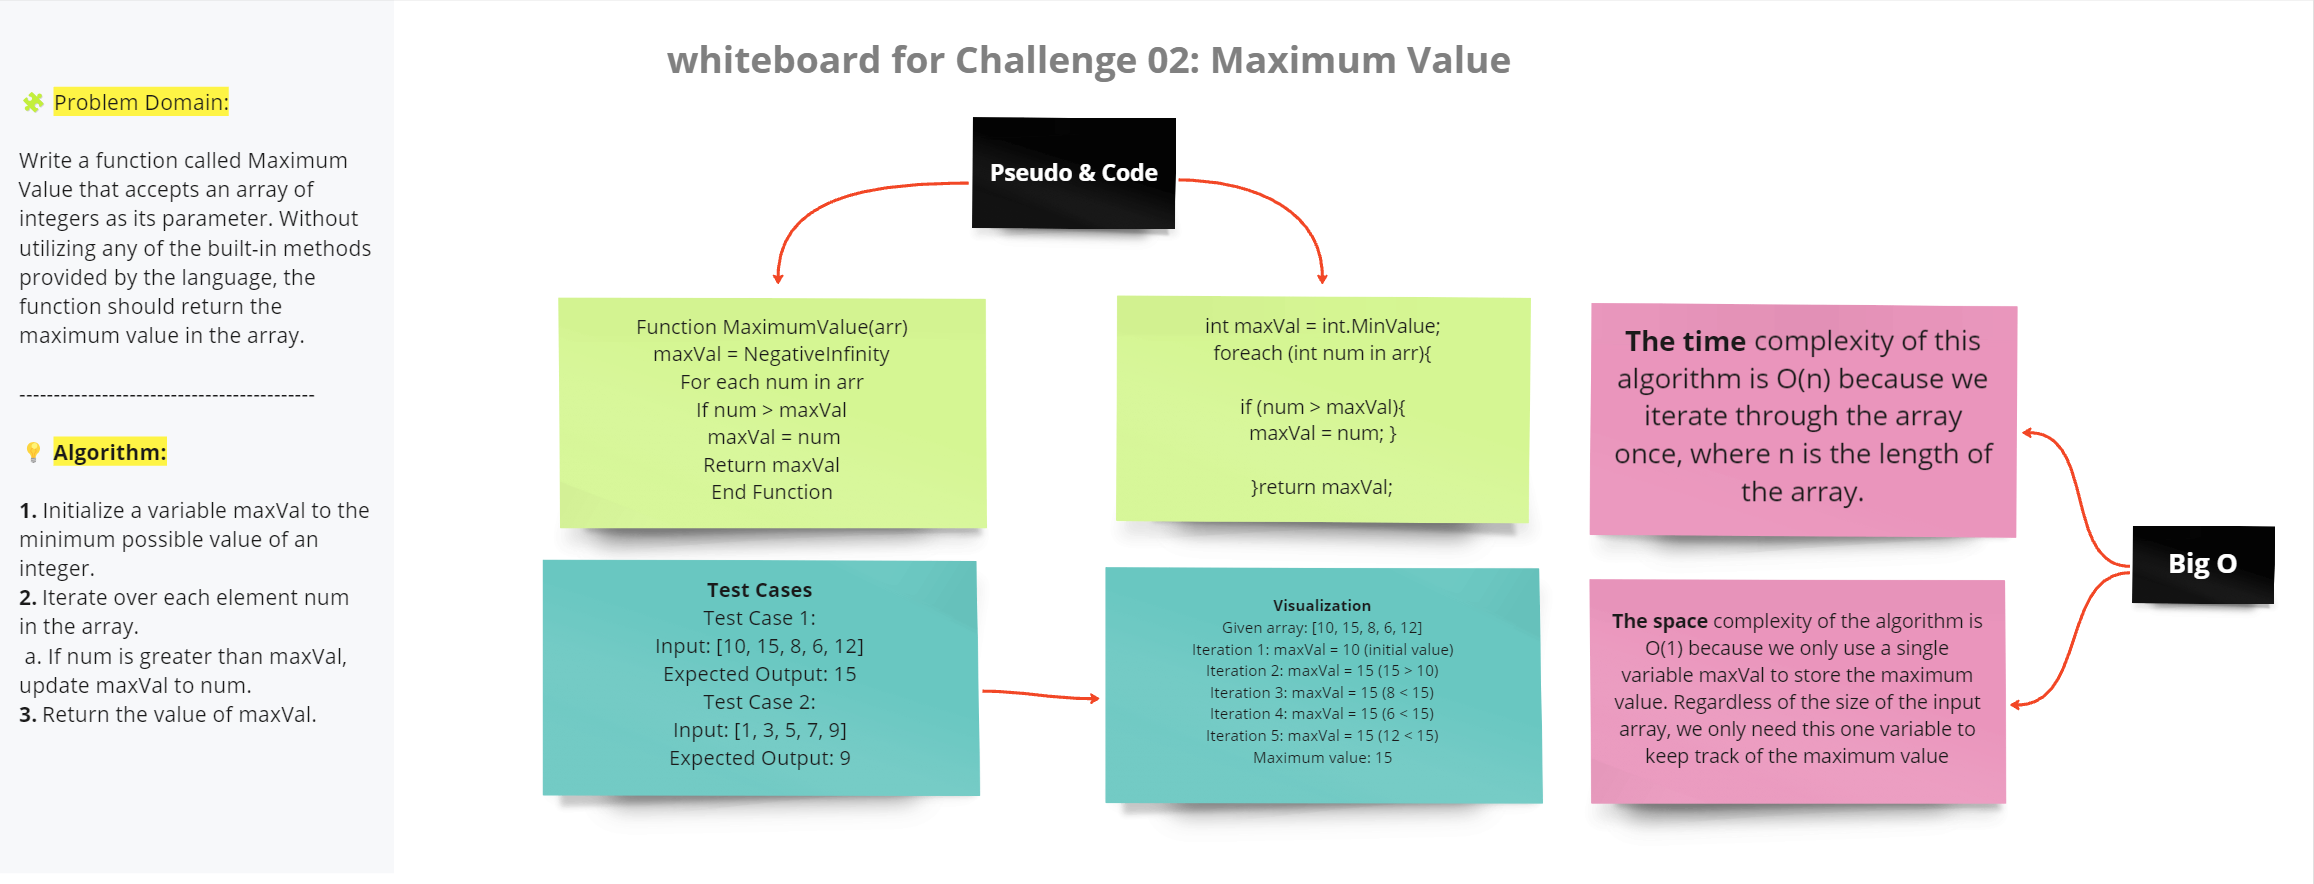 whiteboard for Challenge 02: Maximum Value
Problem Domain:
Write a function called Maximum
Value that accepts an array of
integers as its parameter. Without
utilizing any of the built-in methods
provided by the language, the
function should return the
maximum value in the array.
-------------------------------------------
Algorithm:
1. Initialize a variable maxVal to the
minimum possible value of an
integer.
2. Iterate over each element num
in the array.
a. If num is greater than maxVal,
update maxVal to num.
3. Return the value of maxVal.
Pseudo & Code
Function MaximumValue(arr)
maxVal = NegativeInfinity
For each num in arr
If num > maxVal
maxVal = num
Return maxVal
End Function
int maxVal = int.MinValue;
foreach (int num in arr){
if (num > maxVal){
maxVal = num; }
}return maxVal;
Test Cases
Test Case 1:
Input: [10, 15, 8, 6, 12]
Expected Output: 15
Test Case 2:
Input: [1, 3, 5, 7, 9]
Expected Output: 9
Visualization
Given array: [10, 15, 8, 6, 12]
Iteration 1: maxVal = 10 (initial value)
Iteration 2: maxVal = 15 (15 > 10)
Iteration 3: maxVal = 15 (8 < 15)
Iteration 4: maxVal = 15 (6 < 15)
Iteration 5: maxVal = 15 (12 < 15)
Maximum value: 15
The time complexity of this
algorithm is O(n) because we
iterate through the array
once, where n is the length of
the array.
Big O
The space complexity of the algorithm is
O(1) because we only use a single
variable maxVal to store the maximum
value. Regardless of the size of the input
array, we only need this one variable to
keep track of the maximum value